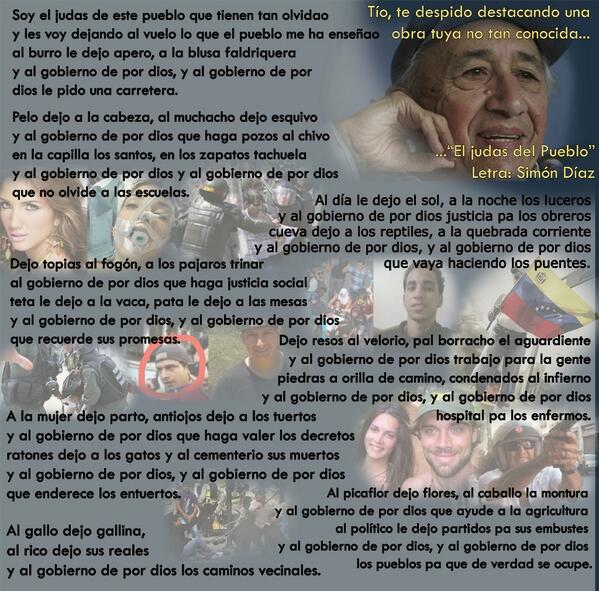 Tío, te despido destacando una
obra tuya no tan conocida...
..."El judas del Pueblo"
Letra: Simón Díaz
Soy el judas de este pueblo que tienen tan olvidao
y les voy dejando al vuelo lo que el pueblo me ha enseñao
al burro le dejo apero, a la blusa faldriquera
y al gobierno de por dios, y al gobierno de por
dios le pido una carretera.
Pelo dejo a la cabeza, al muchacho dejo esquivo
y al gobierno de por dios que haga pozos al chivo
en la capilla los santos, en los zapatos tachuela
y al gobierno de por dios y al gobierno de por dios
que no olvide a las escuelas.
Al día le dejo el sol, a la noche los luceros
y al gobierno de por dios justicia pa los obreros
cueva dejo a los reptiles, a la quebrada corriente
y al gobierno de por dios, y al gobierno de por dios
que vaya haciendo los puentes.
Dejo topias al fogón, a los pajaros trinar
al gobierno de por dios que haga justicia social
teta le dejo a la vaca, pata le dejo a las mesas
y al gobierno de por dios, y al gobierno de por dios
que recuerde sus promesas.
Dejo resos al velorio, pal borracho el aguardiente
y al gobierno de por dios trabajo para la gente
piedras a orilla de camino, condenados al infierno
y al gobierno de por dios, y al gobierno de por dios
hospital pa los enfermos.
A la mujer dejo parto, antiojos dejo a los tuertos
y al gobierno de por dios que haga valer los decretos
ratones dejo a los gatos y al cementerio sus muertos
y al gobierno de por dios, y al gobierno de por dios
que enderece los entuertos.
Al picaflor dejo flores, al caballo la montura
y al gobierno de por dios que ayude a la agricultura
al político le dejo partidos pa sus embustes
y al gobierno de por dios, y al gobierno de por dios
los pueblos pa que de verdad se ocupe.
Al gallo dejo gallina,
al rico dejo sus reales
y al gobierno de por dios los caminos vecinales.